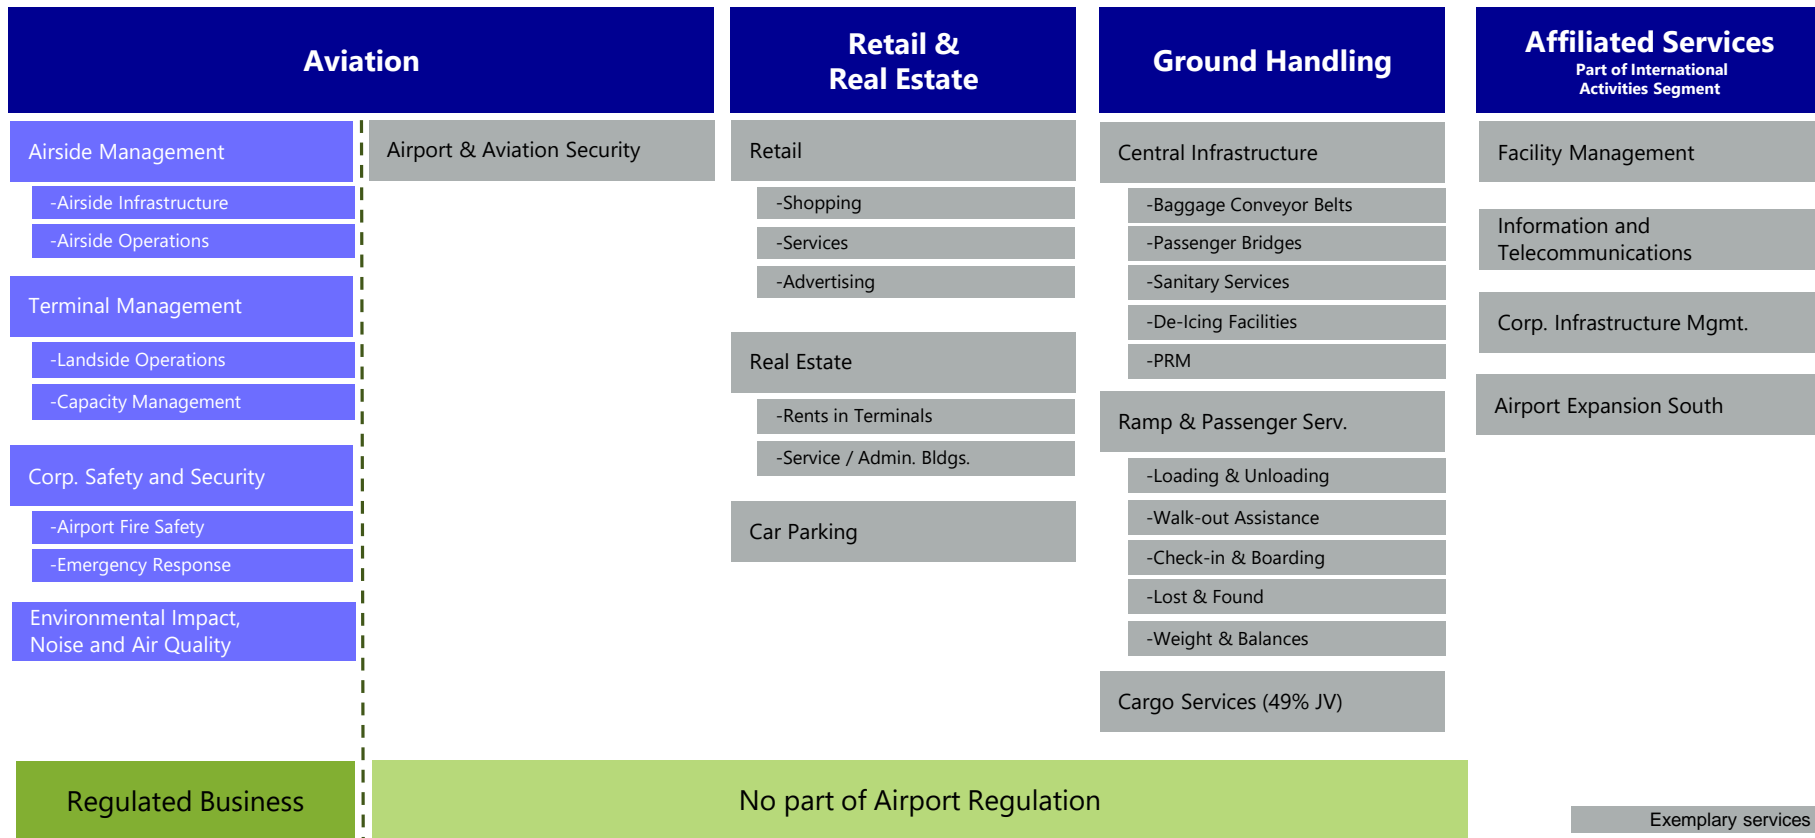 Aviation
Airside Management
-Airside Infrastructure
-Airside Operations
Terminal Management
-Landside Operations
-Capacity Management
Corp. Safety and Security
-Airport Fire Safety
-Emergency Response
Environmental Impact,
Noise and Air Quality
Airport & Aviation Security
Retail &
Real Estate
Retail
-Shopping
-Services
-Advertising
Real Estate
-Rents in Terminals
-Service / Admin. Bldgs.
Car Parking
Ground Handling
Central Infrastructure
-Baggage Conveyor Belts
-Passenger Bridges
-Sanitary Services
-De-Icing Facilities
-PRM
Ramp & Passenger Serv.
-Loading & Unloading
-Walk-out Assistance
-Check-in & Boarding
-Lost & Found
-Weight & Balances
Cargo Services (49% JV)
Affiliated Services
Part of International
Activities Segment
Facility Management
Information and
Telecommunications
Corp. Infrastructure Mgmt.
Airport Expansion South
Regulated Business
No part of Airport Regulation
Exemplary services